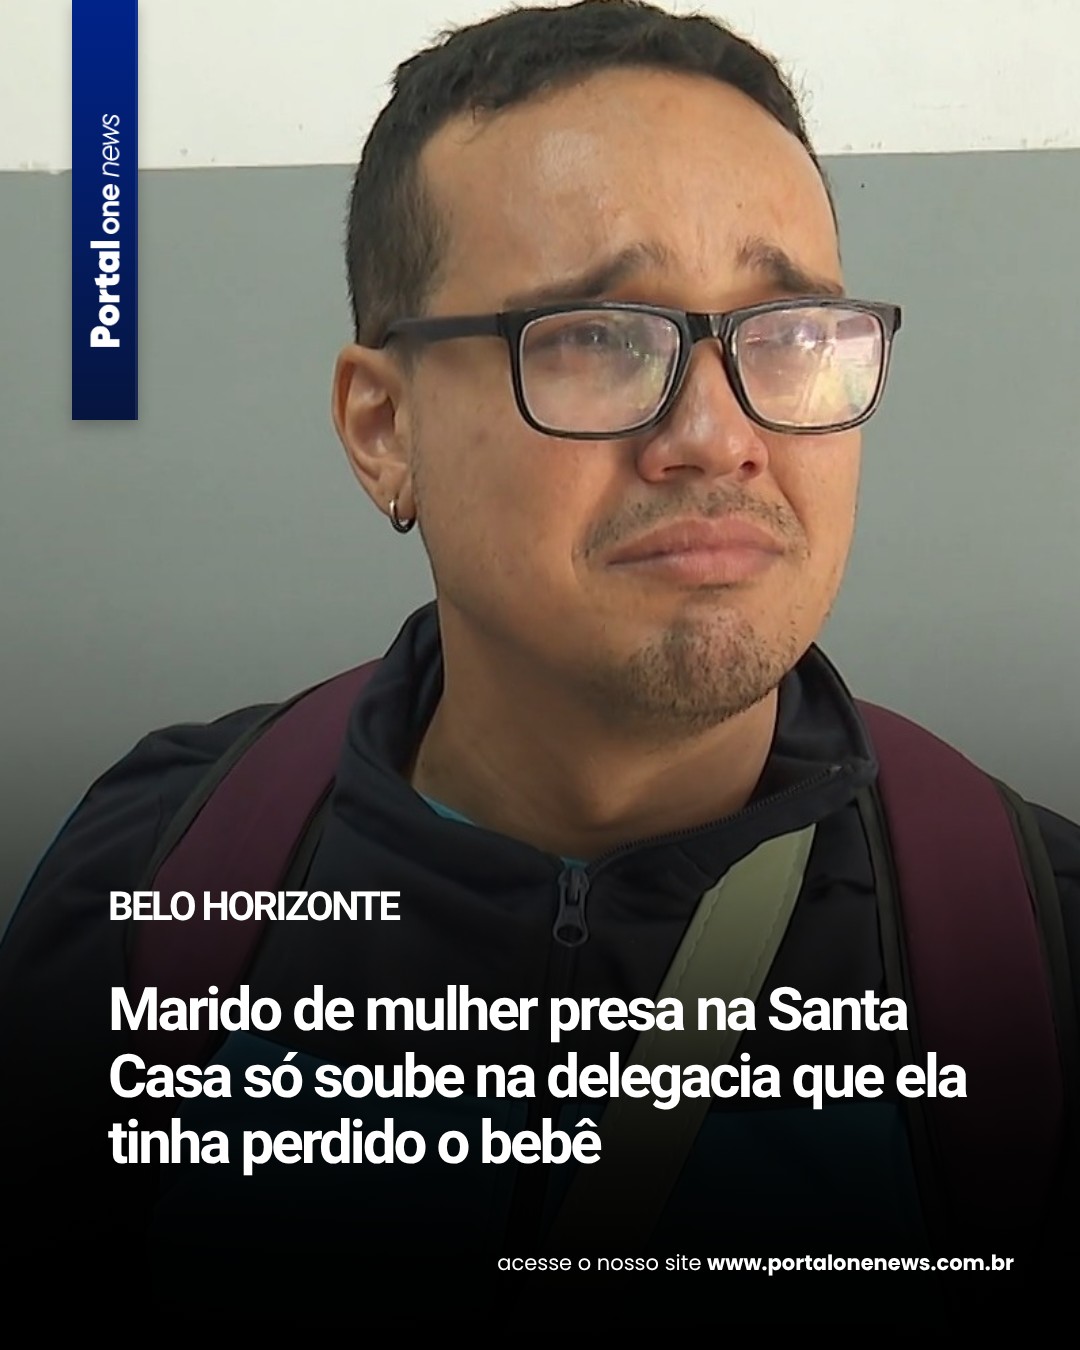 Portal one news
BELO HORIZONTE
Marido de mulher presa na Santa
Casa só soube na delegacia que ela
tinha perdido o bebê
acesse o nosso site www.portalonenews.com.br